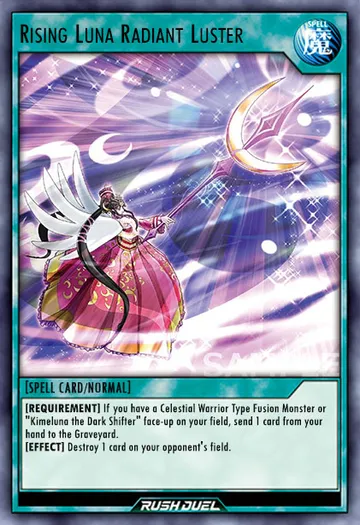 RISING LUNA RADIANT LUSTER
SPELL
魔
[SPELL CARD/NORMAL]
[REQUIREMENT] If you have a Celestial Warrior Type Fusion Monster or
"Kimeluna the Dark Shifter" face-up on your field, send 1 card from your
hand to the Graveyard.
[EFFECT] Destroy 1 card on your opponent's field.
RUSH DUEL